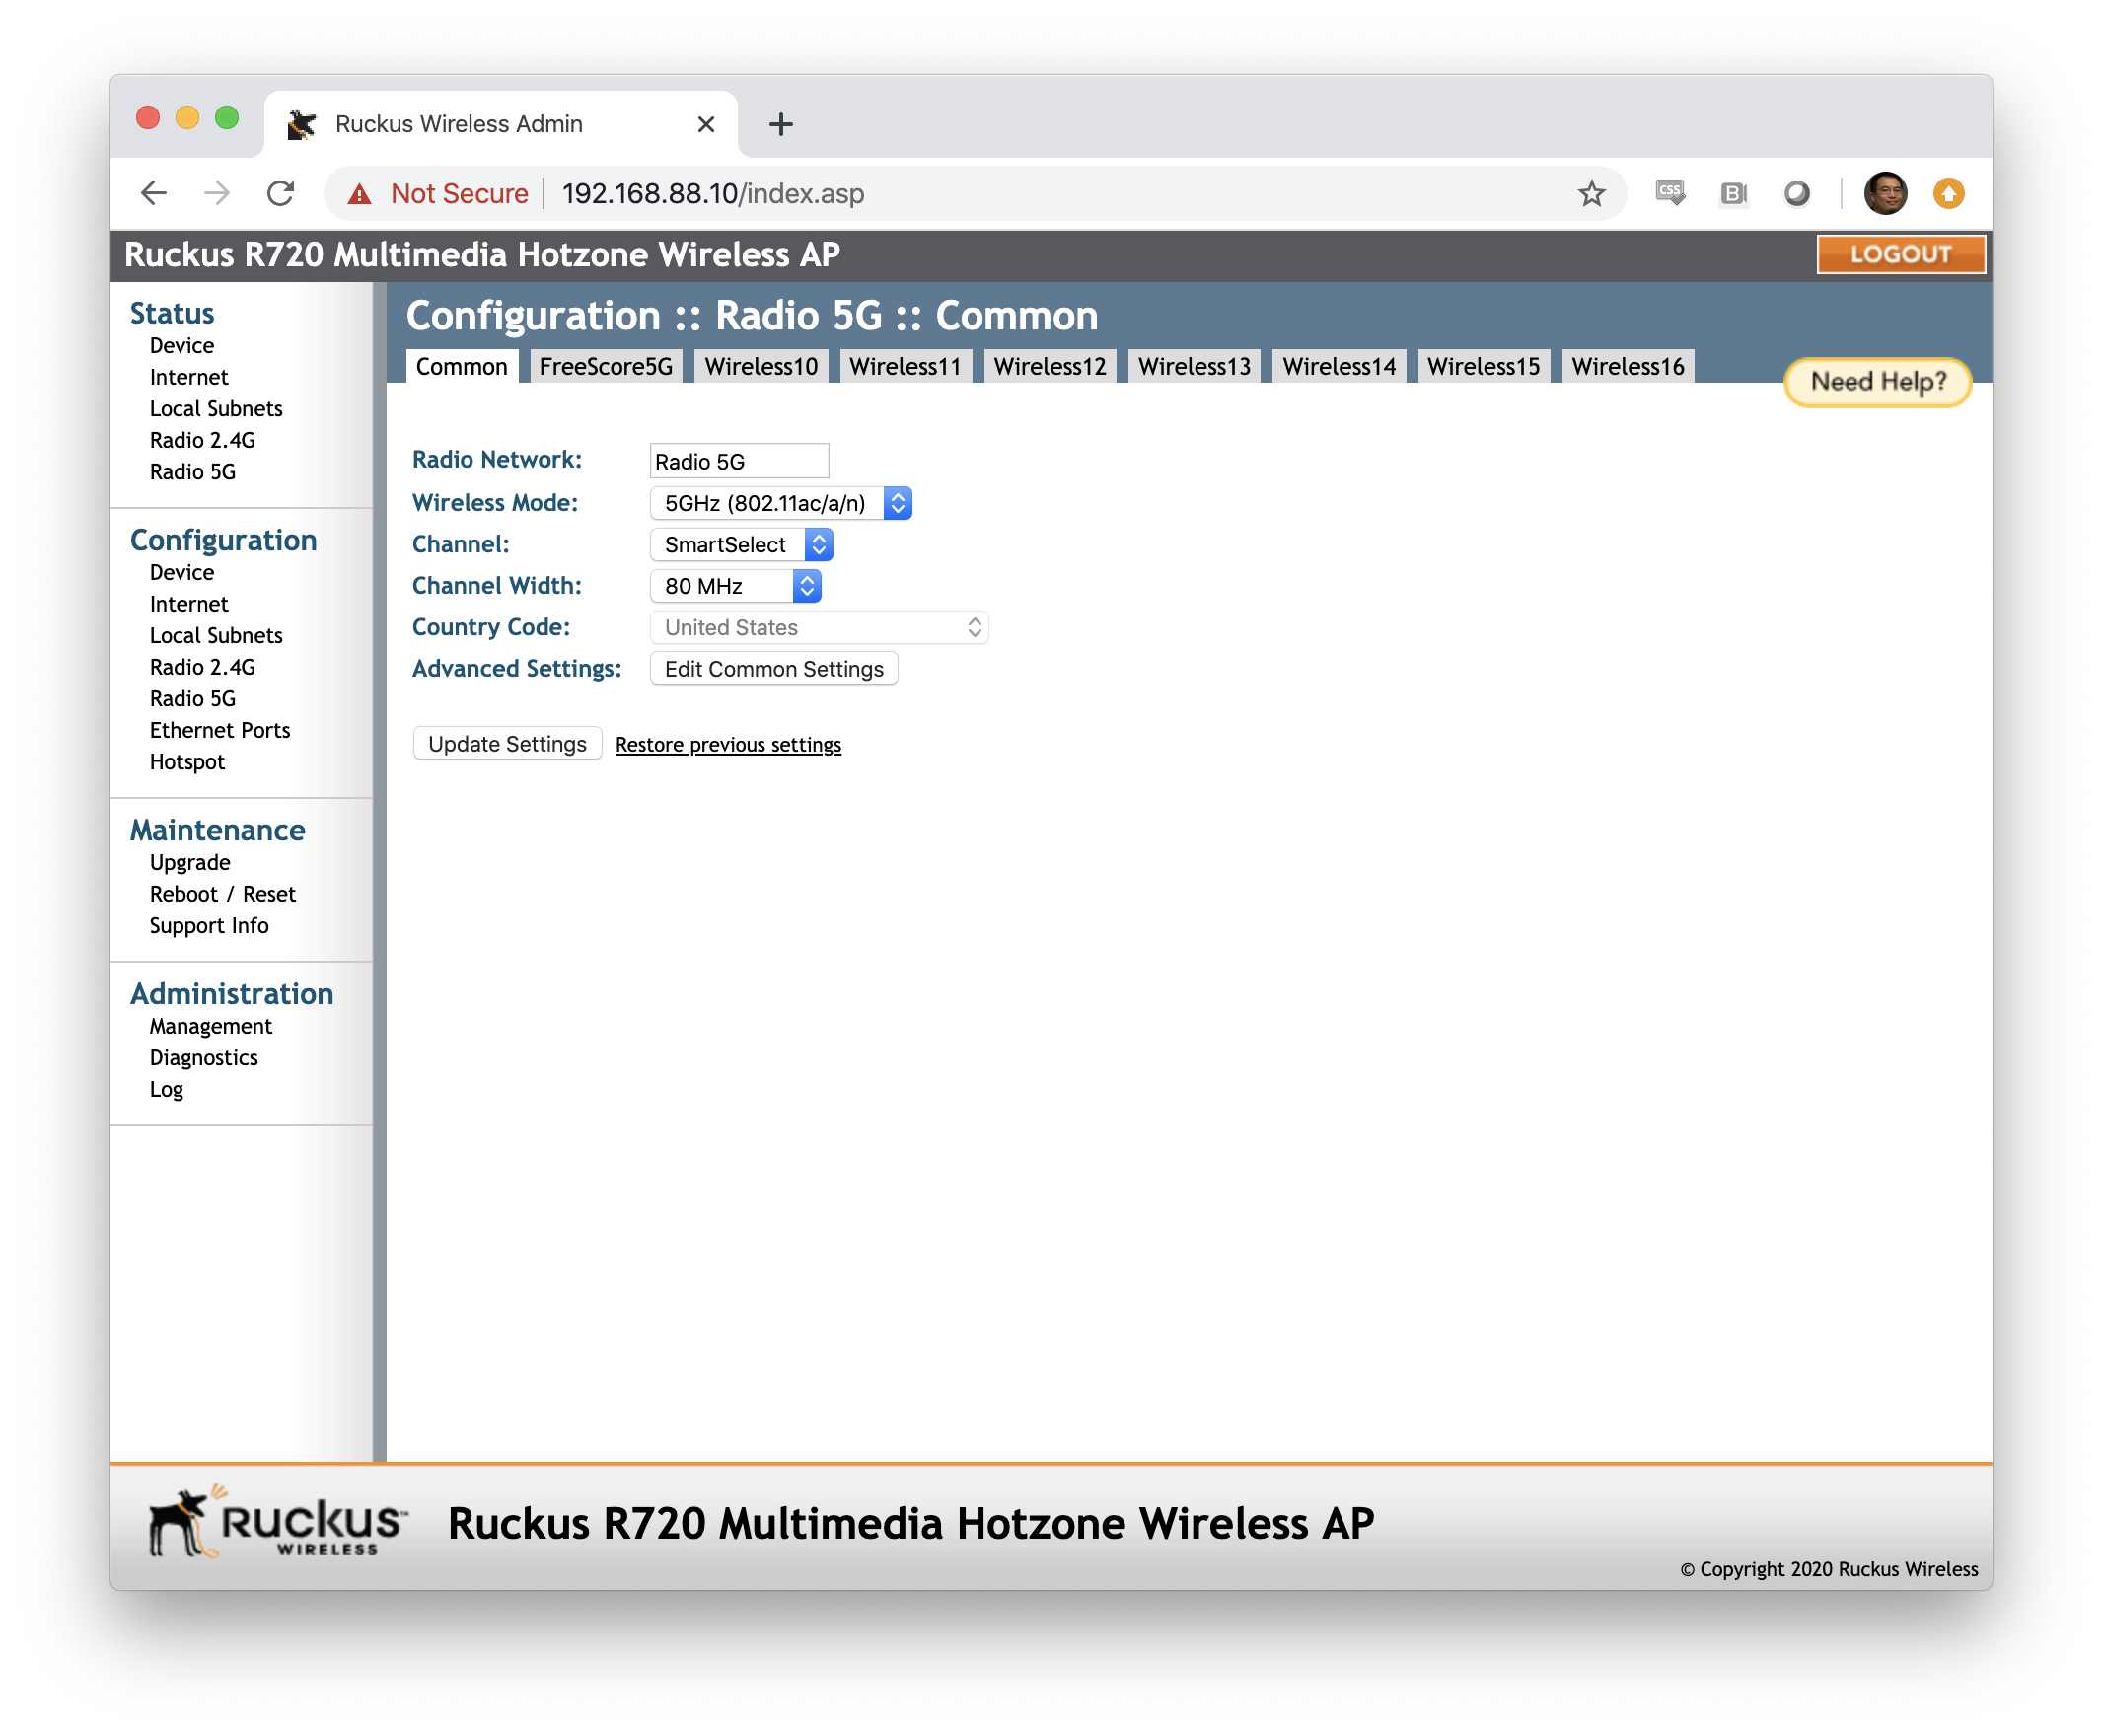 Ruckus Wireless Admin
Not Secure 192.168.88.10/index.asp
CSS
B
Ruckus R720 Multimedia Hotzone Wireless AP
LOGOUT
Status
Device
Internet
Local Subnets
Radio 2.4G
Radio 5G
Configuration
Device
Internet
Local Subnets
Radio 2.4G
Radio 5G
Ethernet Ports
Hotspot
Maintenance
Upgrade
Reboot / Reset
Support Info
Administration
Management
Diagnostics
Log
Configuration :: Radio 5G :: Common
Common FreeScore5G Wireless10 Wireless11 Wireless12 Wireless13 Wireless14 Wireless15 Wireless16
Need Help?
Radio Network: Radio 5G
Wireless Mode: 5GHz (802.11ac/a/n)
Channel: SmartSelect
Channel Width: 80 MHz
Country Code: United States
Advanced Settings: Edit Common Settings
Update Settings Restore previous settings
Ruckus™
WIRELESS
Ruckus R720 Multimedia Hotzone Wireless AP
© Copyright 2020 Ruckus Wireless